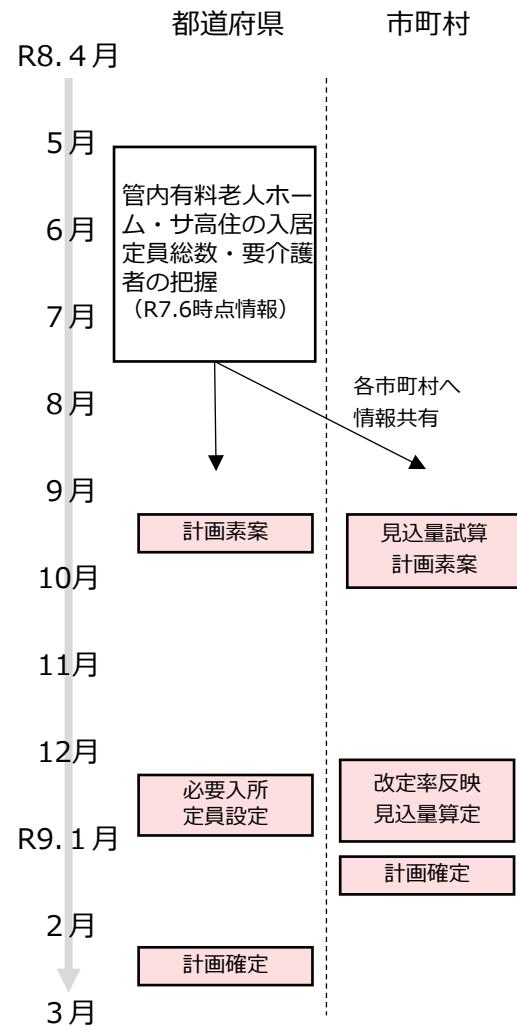 都道府県
市町村
R8.４月
5月
管内有料老人ホー
ム・サ高住の入居
定員総数・要介護
者の把握
（R7.6時点情報）
6月
7月
各市町村へ
情報共有
8月
9月
計画素案
見込量試算
計画素案
10月
11月
12月
必要入所
定員設定
改定率反映
見込量算定
R9.１月
計画確定
2月
計画確定
3月